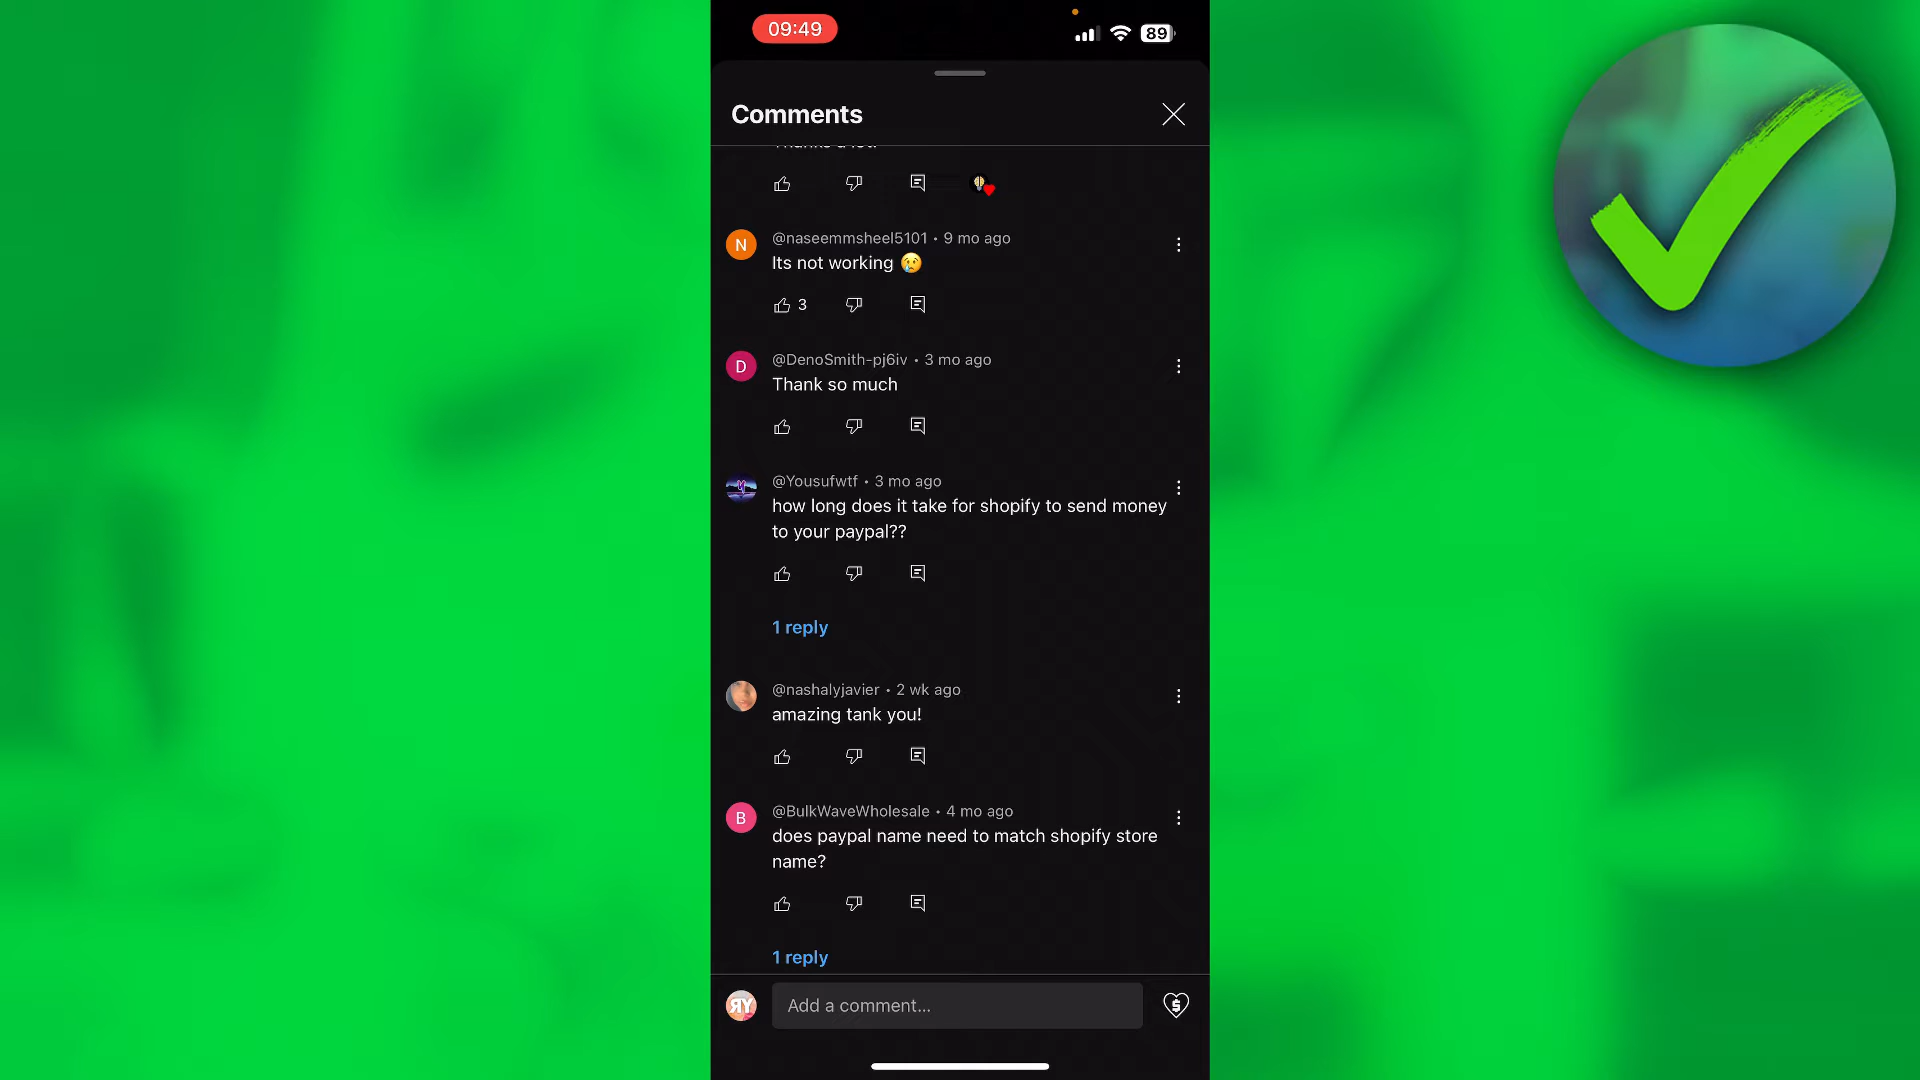 09:49
89
Comments
Thanks a lot!
@naseemmsheel5101 • 9 mo ago
N
Its not working 😢
3
@DenoSmith-pj6iv • 3 mo ago
D
Thank so much
@Yousufwtf • 3 mo ago
how long does it take for shopify to send money
to your paypal??
1 reply
@nashalyjavier • 2 wk ago
amazing tank you!
@BulkWaveWholesale • 4 mo ago
B
does paypal name need to match shopify store
name?
1 reply
RY
Add a comment...
$